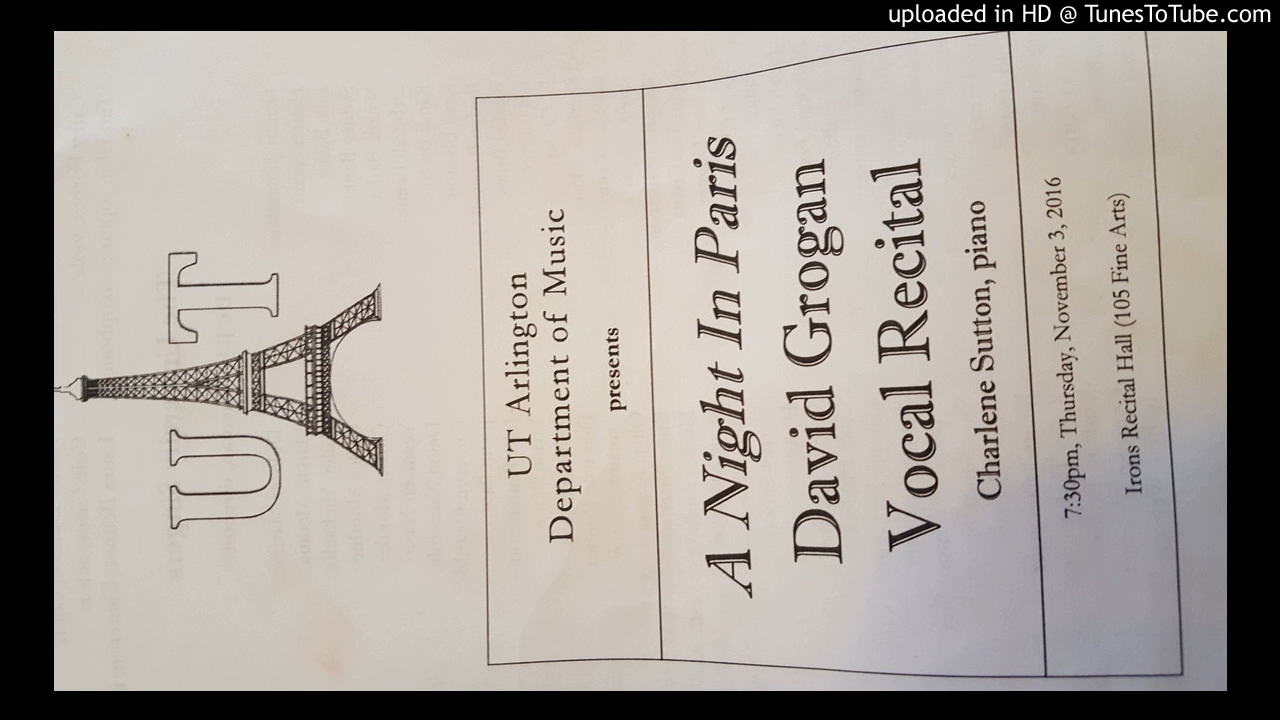 uploaded in HD @ TunesToTube.com
U T
UT Arlington
Department of Music
presents
A Night In Paris
David Grogan
Vocal Recital
Charlene Sutton, piano
7:30pm, Thursday, November 3, 2016
Irons Recital Hall (105 Fine Arts)